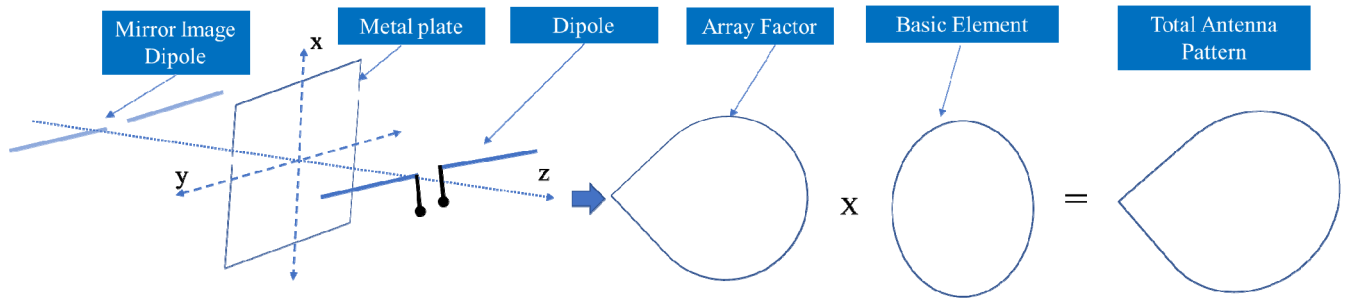 Mirror Image
Dipole
Metal plate
Dipole
Array Factor
Basic Element
Total Antenna
Pattern
x
y
z
x
=